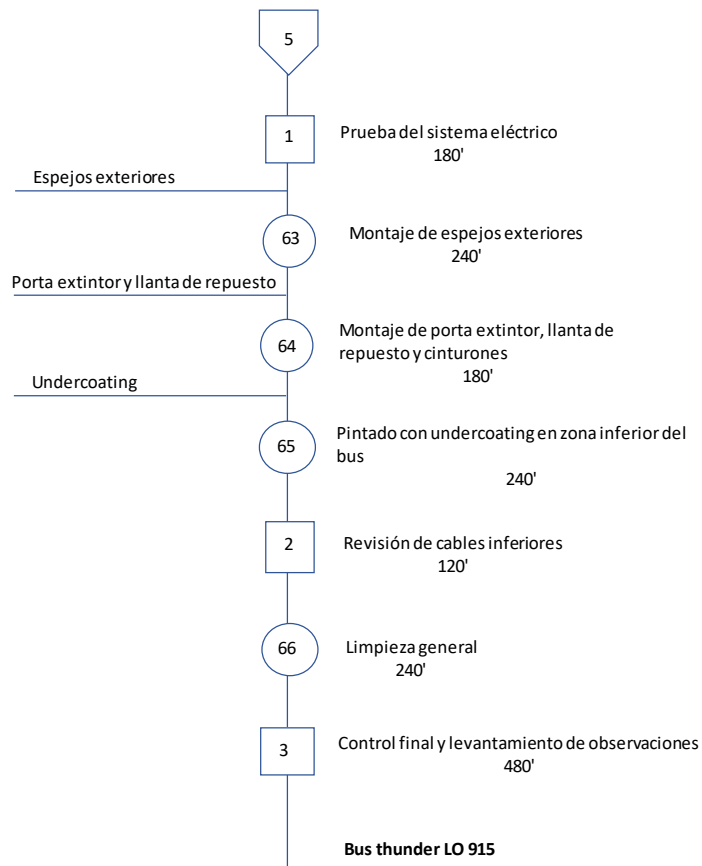 5
1
Prueba del sistema eléctrico
180'
Espejos exteriores
63
Montaje de espejos exteriores
240'
Porta extintor y llanta de repuesto
64
Montaje de porta extintor, llanta de
repuesto y cinturones
180'
Undercoating
65
Pintado con undercoating en zona inferior del
bus
240'
2
Revisión de cables inferiores
120'
66
Limpieza general
240'
3
Control final y levantamiento de observaciones
480'
Bus thunder LO 915